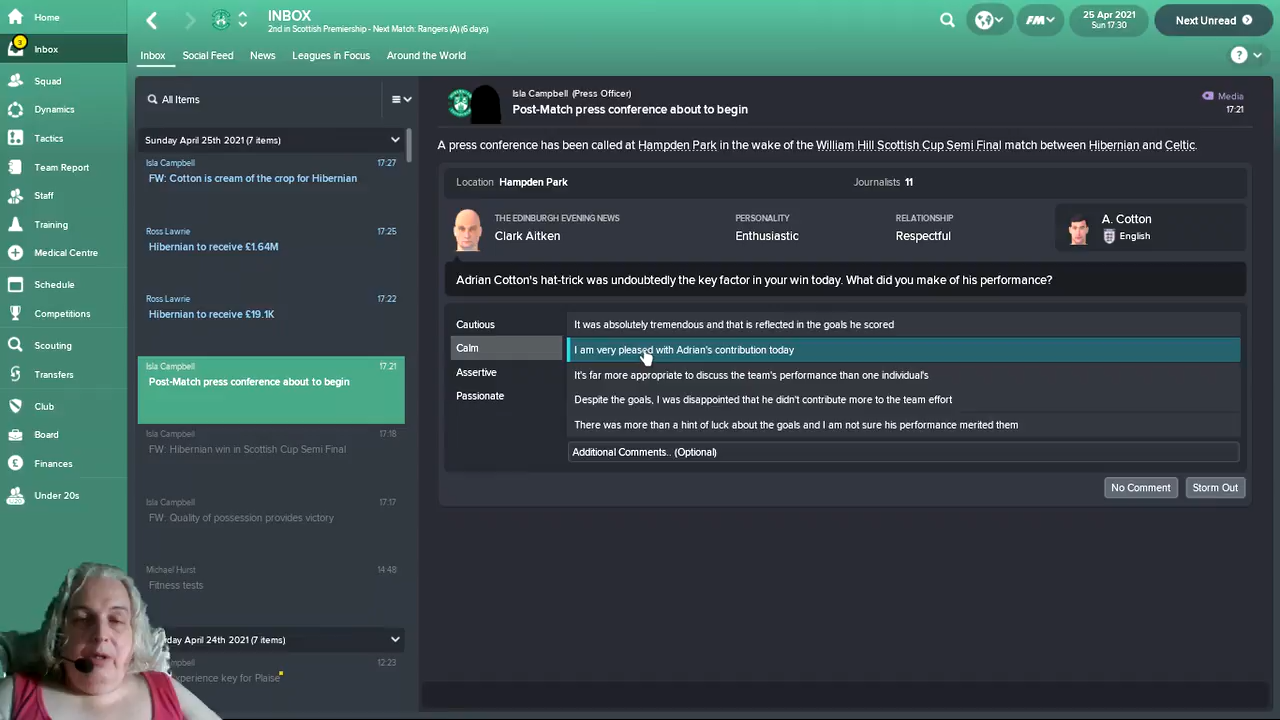 Home
3
Inbox
Squad
Dynamics
Tactics
Team Report
Staff
Training
Medical Centre
Schedule
Competitions
Scouting
Transfers
Club
Board
Finances
Under 20s
INBOX
2nd in Scottish Premiership - Next Match: Rangers (A) (6 days)
FM
25 Apr 2021
Sun 17:30
Next Unread
Inbox
Social Feed
News
Leagues in Focus
Around the World
?
All Items
Sunday April 25th 2021 (7 items)
Isla Campbell 17:27
FW: Cotton is cream of the crop for Hibernian
Ross Lawrie 17:25
Hibernian to receive £1.64M
Ross Lawrie 17:22
Hibernian to receive £19.1K
Isla Campbell 17:21
Post-Match press conference about to begin
Isla Campbell 17:18
FW: Hibernian win in Scottish Cup Semi Final
Isla Campbell 17:17
FW: Quality of possession provides victory
Michael Hurst 14:48
Fitness tests
day April 24th 2021 (7 items)
Campbell 12:23
xperience key for Plaise
Isla Campbell (Press Officer)
Post-Match press conference about to begin
Media
17:21
A press conference has been called at Hampden Park in the wake of the William Hill Scottish Cup Semi Final match between Hibernian and Celtic.
Location Hampden Park
Journalists 11
THE EDINBURGH EVENING NEWS
Clark Aitken
PERSONALITY
Enthusiastic
RELATIONSHIP
Respectful
A. Cotton
English
Adrian Cotton's hat-trick was undoubtedly the key factor in your win today. What did you make of his performance?
Cautious
Calm
Assertive
Passionate
It was absolutely tremendous and that is reflected in the goals he scored
I am very pleased with Adrian's contribution today
It's far more appropriate to discuss the team's performance than one individual's
Despite the goals, I was disappointed that he didn't contribute more to the team effort
There was more than a hint of luck about the goals and I am not sure his performance merited them
Additional Comments.. (Optional)
No Comment
Storm Out